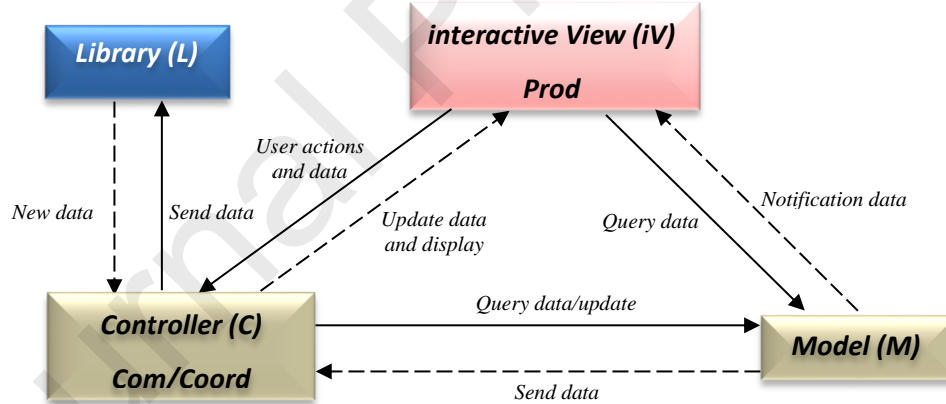 Library (L)
interactive View (iV)
Prod
User actions
and data
New data
Send data
Update data
and display
Query data
Notification data
Controller (C)
Com/Coord
Query data/update
Model (M)
Send data
urnal P